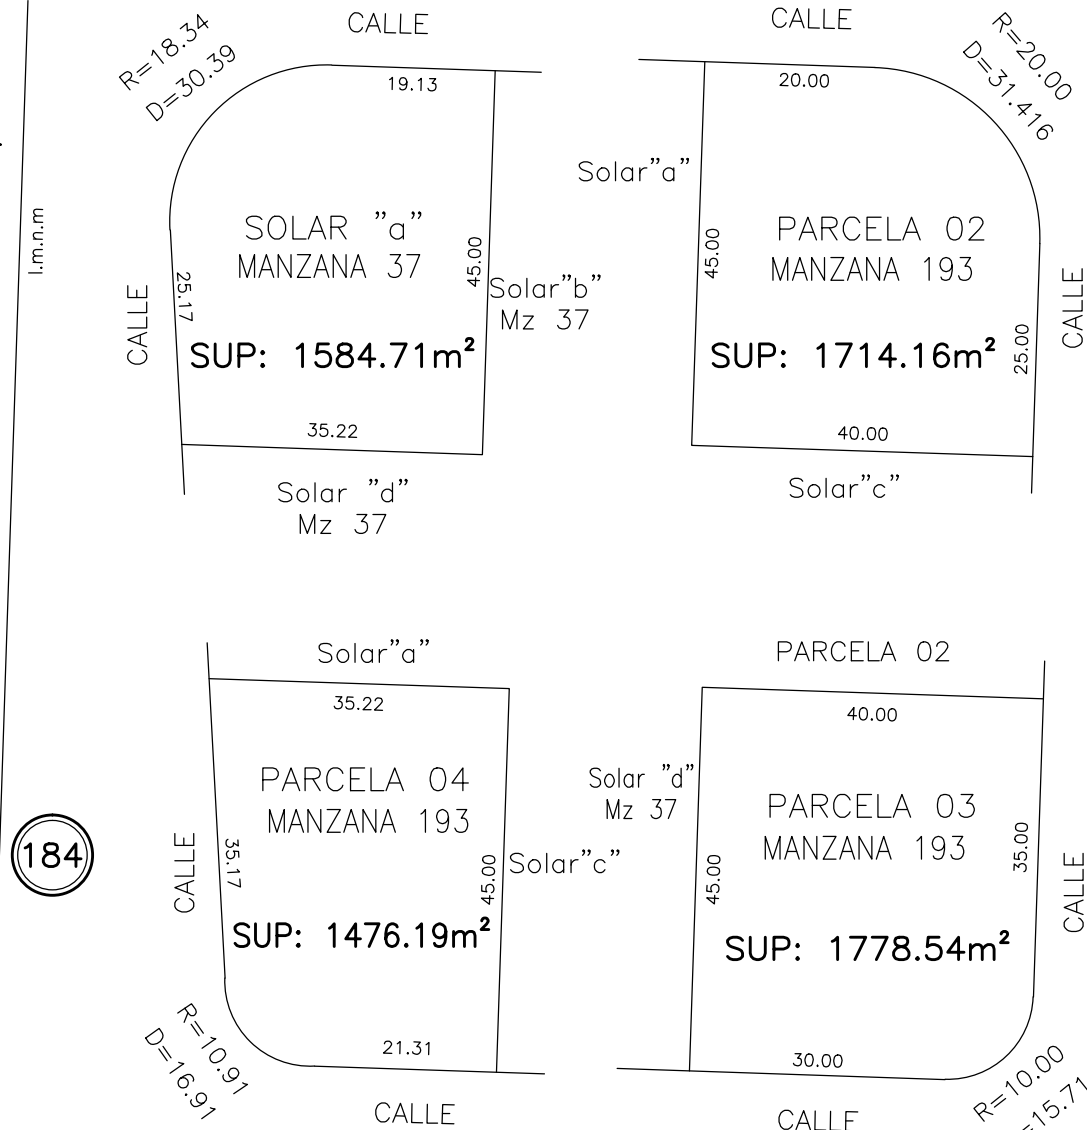 CALLE
R=18.34
D=30.39
19.13
SOLAR "a"
MANZANA 37
45.00
25.17
CALLE
SUP: 1584.71m²
35.22
Solar"b"
Mz 37
Solar "d"
Mz 37
l.m.n.m
CALLE
R=20.00
D=31.416
20.00
Solar"a"
PARCELA 02
MANZANA 193
45.00
CALLE
25.00
SUP: 1714.16m²
40.00
Solar"c"
Solar"a"
35.22
PARCELA 04
MANZANA 193
184
CALLE
35.17
45.00
Solar"c"
SUP: 1476.19m²
R=10.91
D=16.91
21.31
CALLE
PARCELA 02
40.00
Solar "d"
Mz 37
PARCELA 03
MANZANA 193
45.00
35.00
CALLE
SUP: 1778.54m²
30.00
R=10.00
=15.71
CALLE